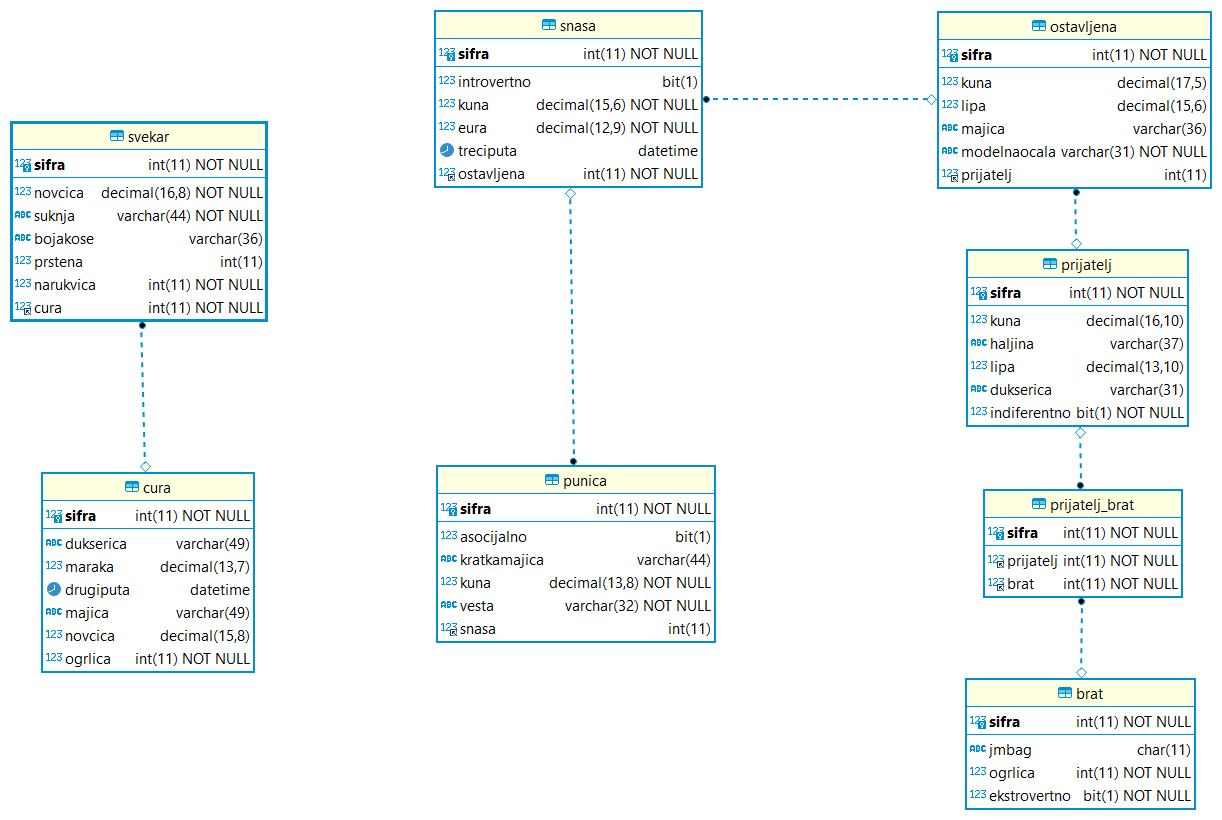 svekar
sifra int(11) NOT NULL
novcica decimal(16,8) NOT NULL
suknja varchar(44) NOT NULL
bojakose varchar(36)
prstena int(11)
narukvica int(11) NOT NULL
cura int(11) NOT NULL
cura
sifra int(11) NOT NULL
dukserica varchar(49)
maraka decimal(13,7)
drugiputa datetime
majica varchar(49)
novcica decimal(15,8)
ogrlica int(11) NOT NULL
snasa
sifra int(11) NOT NULL
introvertno bit(1)
kuna decimal(15,6) NOT NULL
eura decimal(12,9) NOT NULL
treciputa datetime
ostavljena int(11) NOT NULL
punica
sifra int(11) NOT NULL
asocijalno bit(1)
kratkamajica varchar(44)
kuna decimal(13,8) NOT NULL
vesta varchar(32) NOT NULL
snasa int(11)
ostavljena
sifra int(11) NOT NULL
kuna decimal(17,5)
lipa decimal(15,6)
majica varchar(36)
modelnaocala varchar(31) NOT NULL
prijatelj int(11)
prijatelj
sifra int(11) NOT NULL
kuna decimal(16,10)
haljina varchar(37)
lipa decimal(13,10)
dukserica varchar(31)
indiferentno bit(1) NOT NULL
prijatelj_brat
sifra int(11) NOT NULL
prijatelj int(11) NOT NULL
brat int(11) NOT NULL
brat
sifra int(11) NOT NULL
jmbag char(11)
ogrlica int(11) NOT NULL
ekstrovertno bit(1) NOT NULL